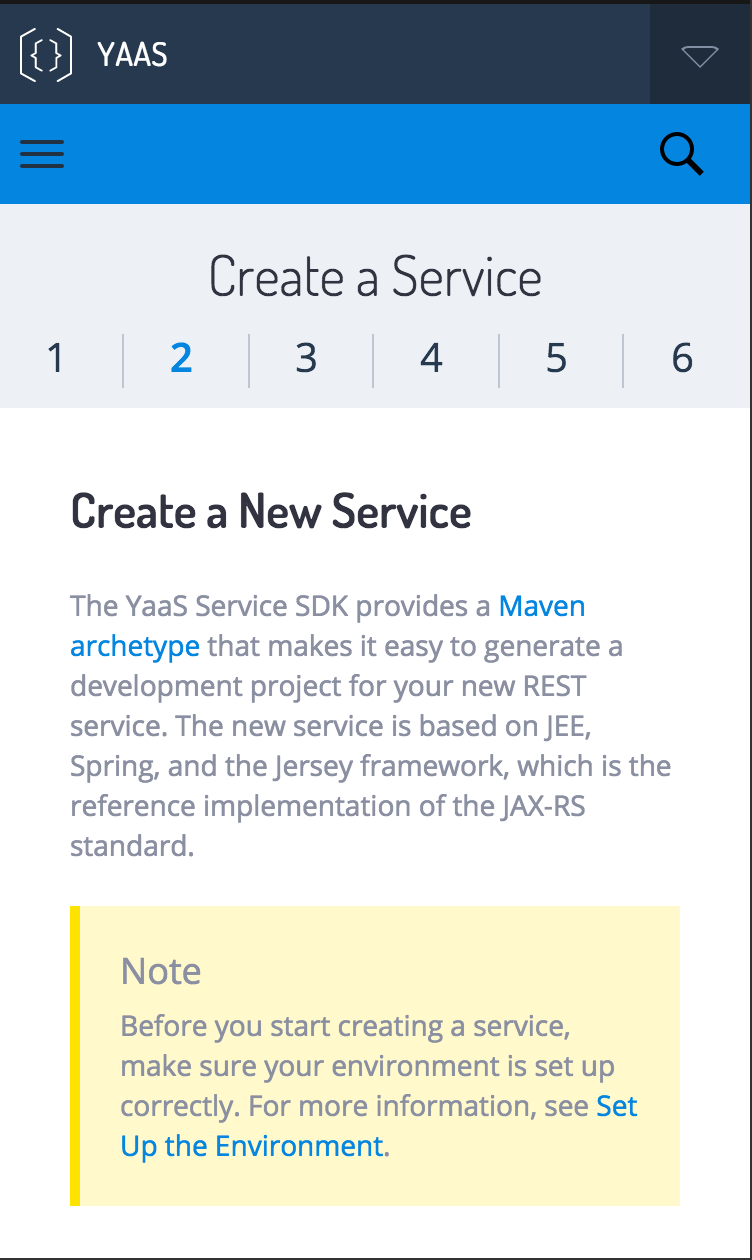 {} YAAS
Create a Service
1 2 3 4 5 6
Create a New Service
The YaaS Service SDK provides a Maven
archetype that makes it easy to generate a
development project for your new REST
service. The new service is based on JEE,
Spring, and the Jersey framework, which is the
reference implementation of the JAX-RS
standard.
Note
Before you start creating a service,
make sure your environment is set up
correctly. For more information, see Set
Up the Environment.